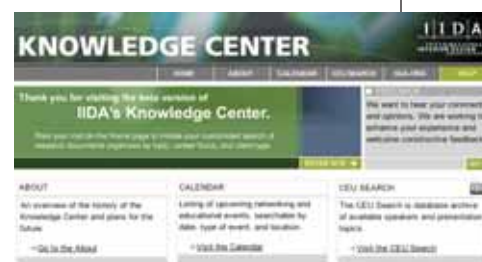 KNOWLEDGE CENTER
IIDA
HOME ABOUT CALENDAR CEU SEARCH HELP
Thank you for visiting the beta version of
IIDA's Knowledge Center.
We want to hear your comments
and opinions. We are working to
enhance your experience and
welcome constructive feedback
ABOUT
An overview of the history of the
Knowledge Center and plans for the
future.
Go to the About
CALENDAR
Listing of upcoming networking and
educational events, searchable by
date, type of event, and location.
Visit the Calendar
CEU SEARCH
The CEU Search is database archive
of available speakers and presentation
topics.
Visit the CEU Search